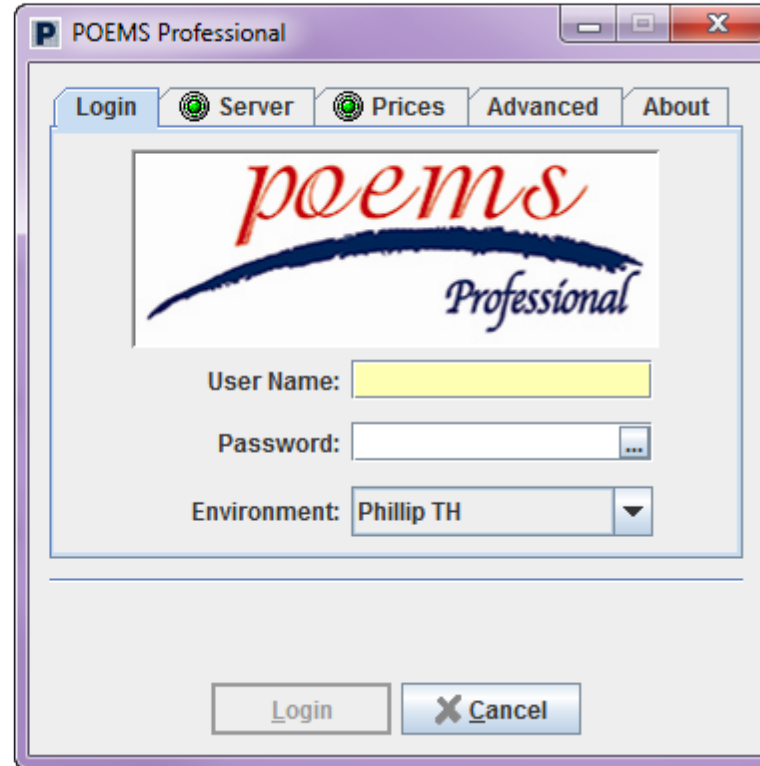 POEMS Professional
Login Server Prices Advanced About
poems
Professional
User Name:
Password:
...
Environment: Phillip TH
Login Cancel